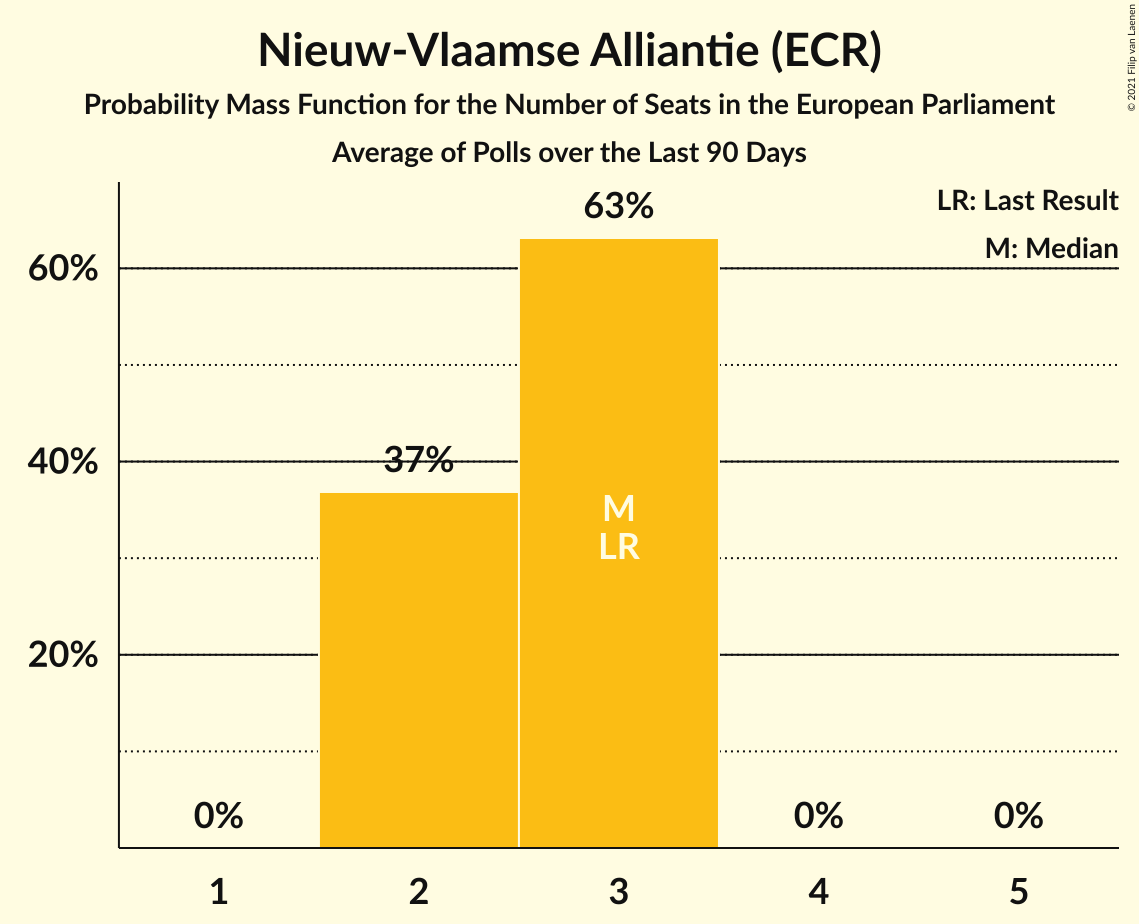 Nieuw-Vlaamse Alliantie (ECR)
Probability Mass Function for the Number of Seats in the European Parliament
Average of Polls over the Last 90 Days
© 2021 Filip van Laenen
LR: Last Result
M: Median
63%
60%
40%
37%
M
LR
20%
0%
0%
0%
1
2
3
4
5